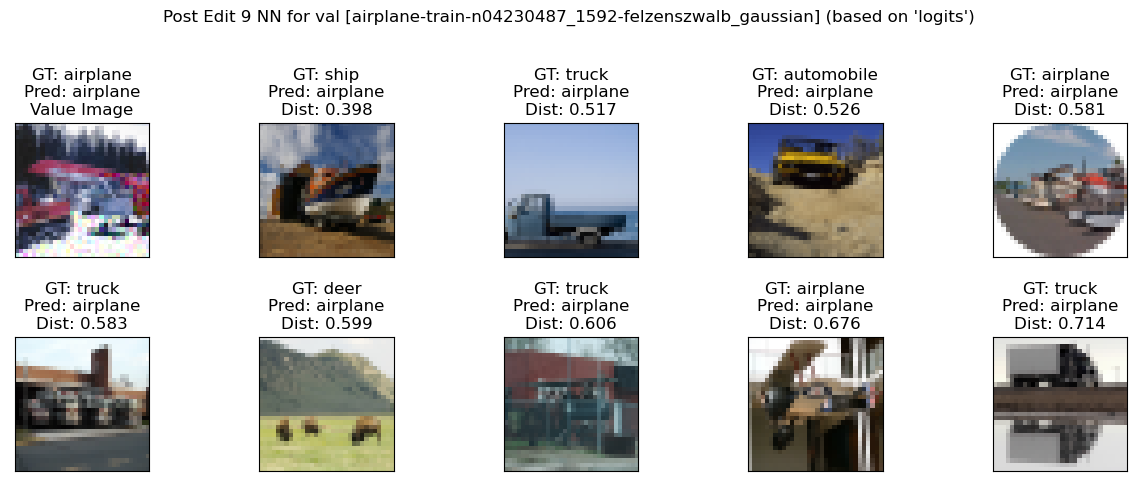 Post Edit 9 NN for val [airplane-train-n04230487_1592-felzenszwalb_gaussian] (based on 'logits')
GT: airplane
Pred: airplane
Value Image
GT: ship
Pred: airplane
Dist: 0.398
GT: truck
Pred: airplane
Dist: 0.517
GT: automobile
Pred: airplane
Dist: 0.526
GT: airplane
Pred: airplane
Dist: 0.581
GT: truck
Pred: airplane
Dist: 0.583
GT: deer
Pred: airplane
Dist: 0.599
GT: truck
Pred: airplane
Dist: 0.606
GT: airplane
Pred: airplane
Dist: 0.676
GT: truck
Pred: airplane
Dist: 0.714